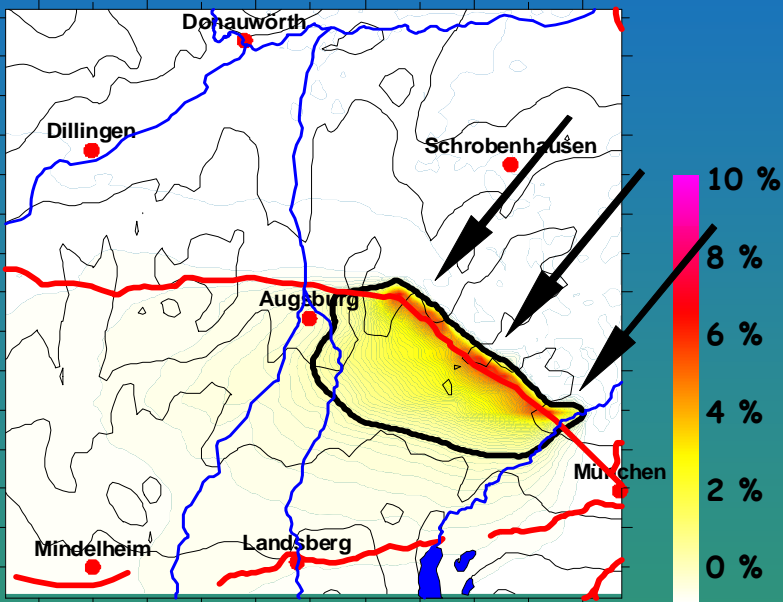 Donauwörth
Dillingen
Schrobenhausen
Augsburg
München
Mindelheim
Landsberg
10 %
8 %
6 %
4 %
2 %
0 %